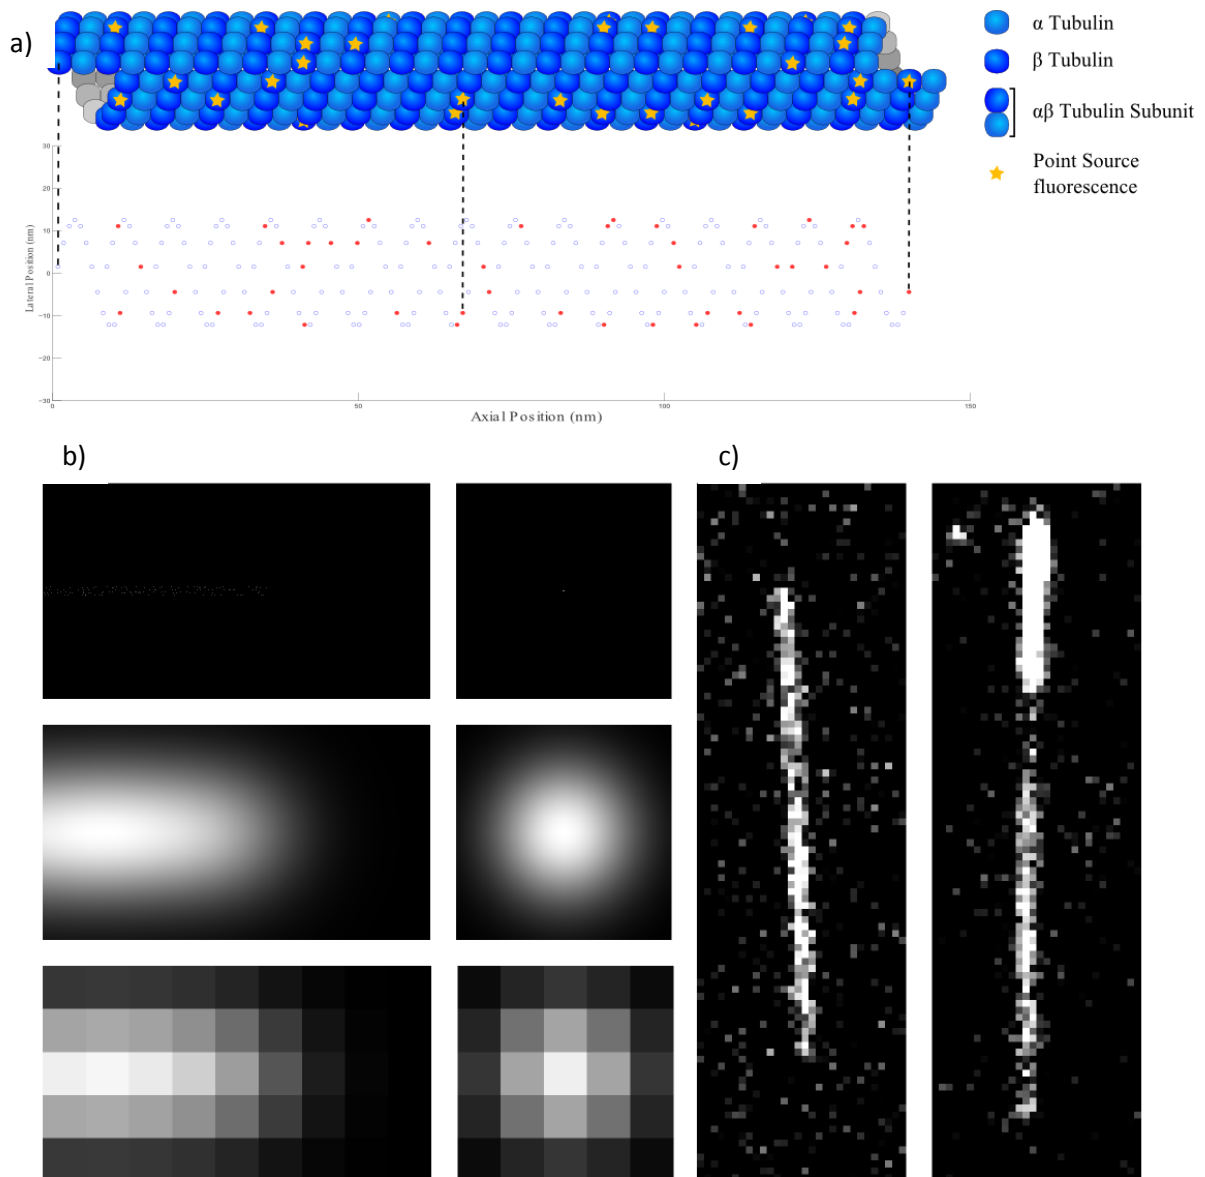 a)
α Tubulin
β Tubulin
αβ Tubulin Subunit
Point Source
fluorescence
30
20
10
0
−10
−20
−30
Lateral Position (nm)
0
50
100
150
Axial Position (nm)
b)
c)